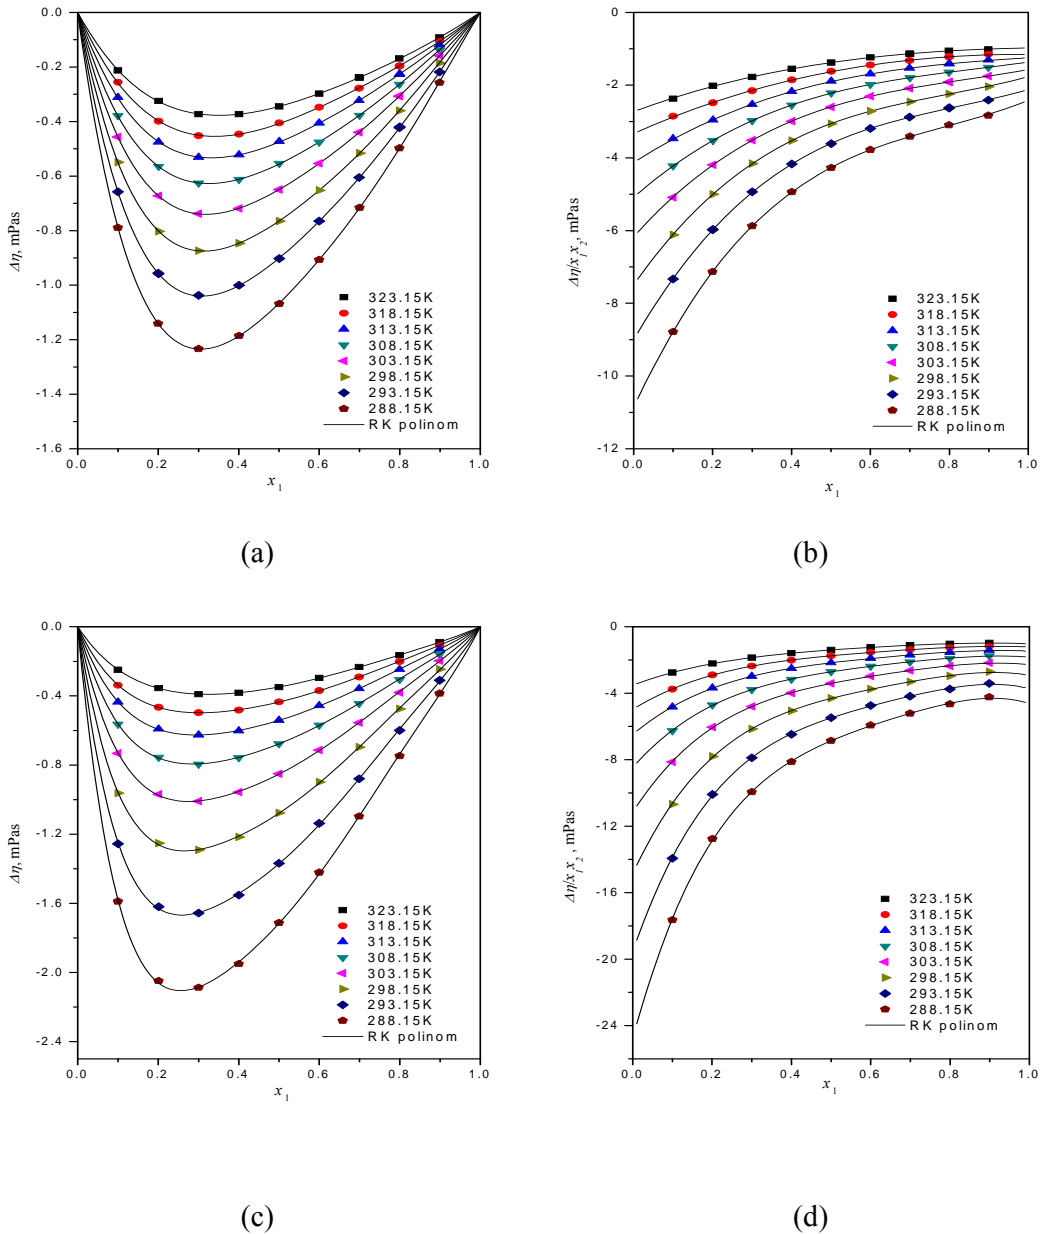 0.0
-0.2
-0.4
-0.6
-0.8
-1.0
-1.2
-1.4
-1.6
Δη, mPas
323.15K
318.15K
313.15K
308.15K
303.15K
298.15K
293.15K
288.15K
RK polinom
0.0 0.2 0.4 0.6 0.8 1.0
x1
(a)
0
-2
-4
-6
-8
-10
-12
Δη/x1x2, mPas
323.15K
318.15K
313.15K
308.15K
303.15K
298.15K
293.15K
288.15K
RK polinom
0.0 0.2 0.4 0.6 0.8 1.0
x1
(b)
0.0
-0.4
-0.8
-1.2
-1.6
-2.0
-2.4
Δη, mPas
323.15K
318.15K
313.15K
308.15K
303.15K
298.15K
293.15K
288.15K
RK polinom
0.0 0.2 0.4 0.6 0.8 1.0
x1
(c)
0
-4
-8
-12
-16
-20
-24
Δη/x1x2, mPas
323.15K
318.15K
313.15K
308.15K
303.15K
298.15K
293.15K
288.15K
RK polinom
0.0 0.2 0.4 0.6 0.8 1.0
x1
(d)